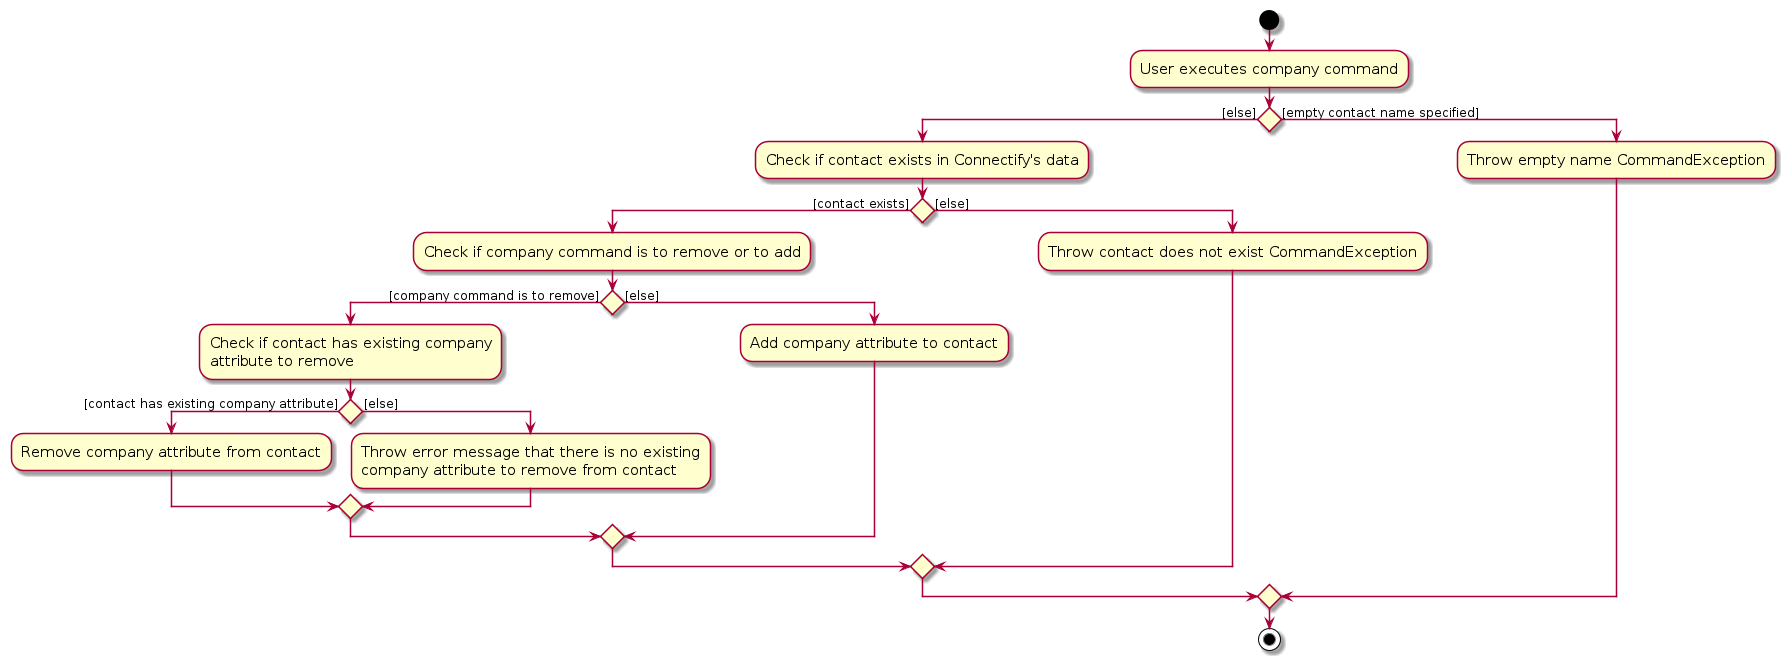 User executes company command
[else]
[empty contact name specified]
Check if contact exists in Connectify's data
Throw empty name CommandException
[contact exists]
[else]
Check if company command is to remove or to add
Throw contact does not exist CommandException
[company command is to remove]
[else]
Check if contact has existing company
attribute to remove
Add company attribute to contact
[contact has existing company attribute]
[else]
Remove company attribute from contact
Throw error message that there is no existing
company attribute to remove from contact